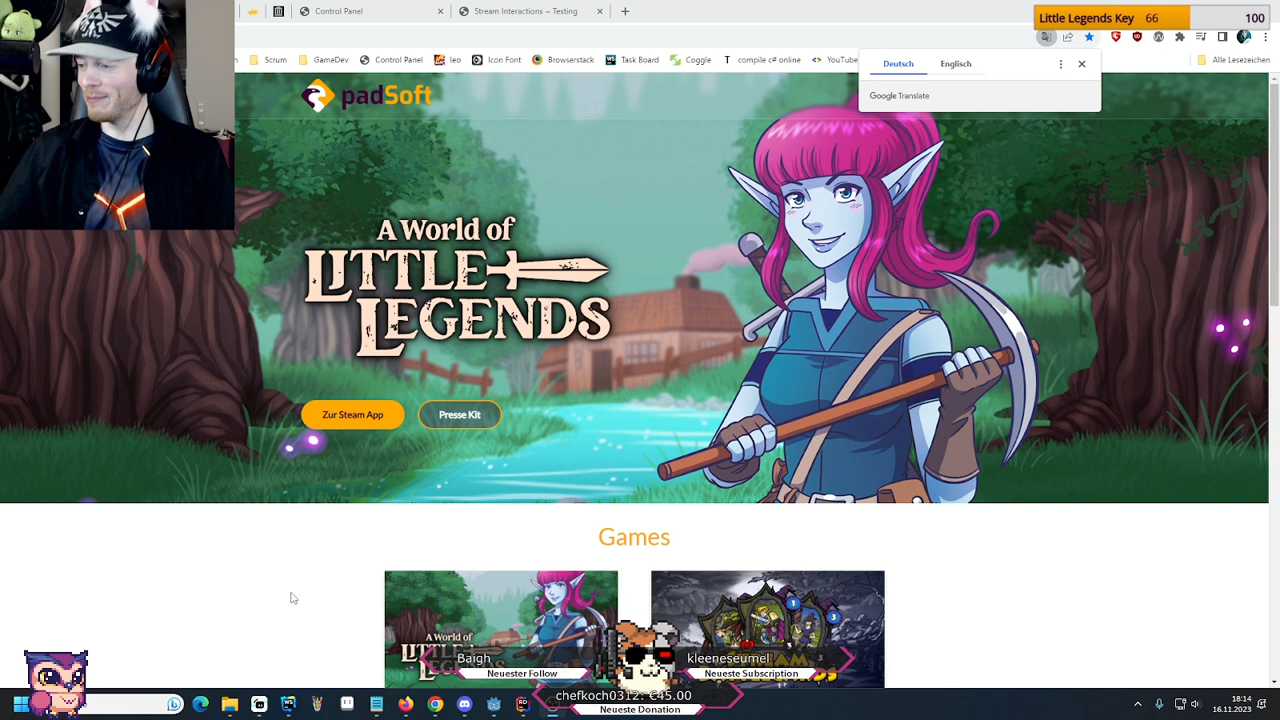 Control Panel
Stream Interactions ~ Testing
Little Legends Key 66 100
Scrum
GameDev
Control Panel
leo
Icon Font
Browserstack
Task Board
Coggle
compile c# online
YouTube
Alle Lesezeichen
Deutsch
Englisch
Google Translate
padSoft
A World of
LITTLE
LEGENDS
Zur Steam App
Presse Kit
Games
A World of
LITTLE
1
3
Baigh
Neuester Follow
kleeneseumel
Neueste Subscription
chefkoch0312: €45.00
Neueste Donation
18:14
16.11.2023